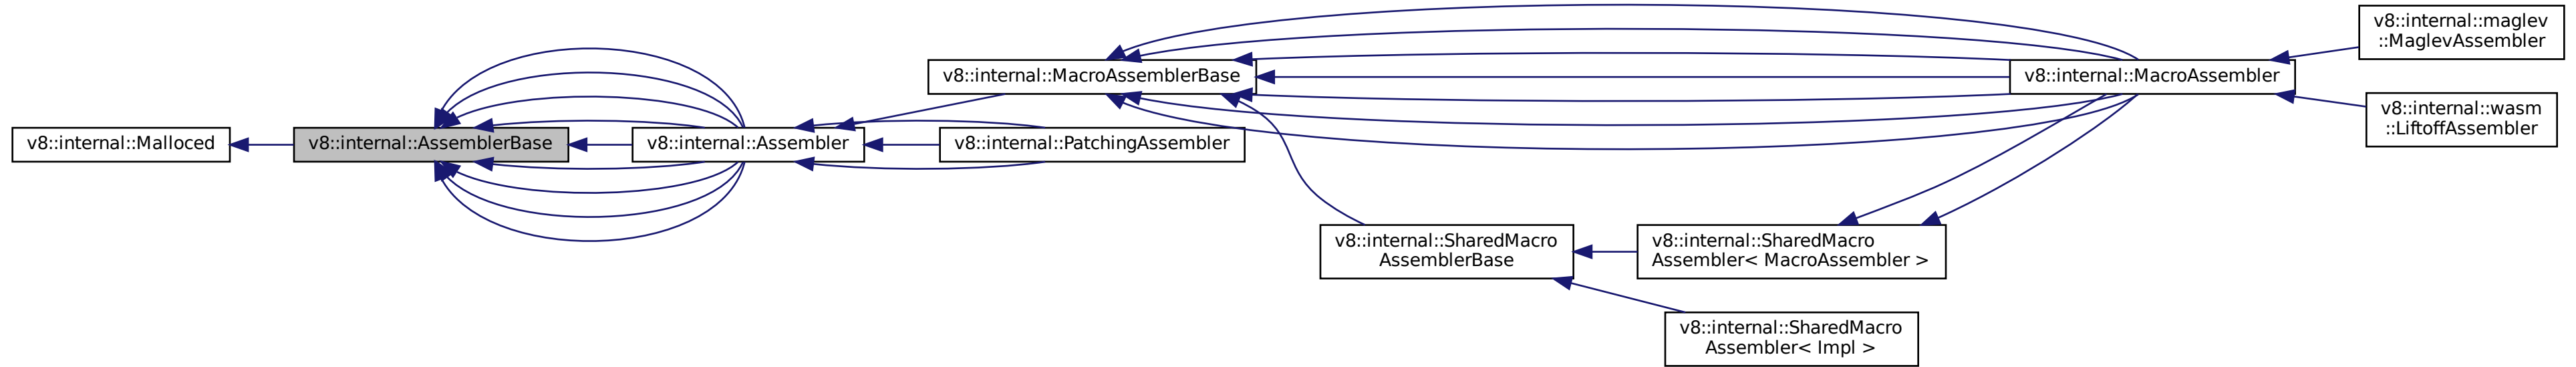 v8::internal::Malloced
v8::internal::AssemblerBase
v8::internal::Assembler
v8::internal::MacroAssemblerBase
v8::internal::PatchingAssembler
v8::internal::SharedMacro
AssemblerBase
v8::internal::SharedMacro
Assembler< MacroAssembler >
v8::internal::SharedMacro
Assembler< Impl >
v8::internal::MacroAssembler
v8::internal::maglev
::MaglevAssembler
v8::internal::wasm
::LiftoffAssembler